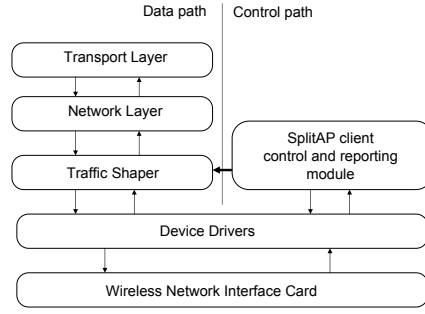 Data path
Control path
Transport Layer
Network Layer
SplitAP client
control and reporting
module
Traffic Shaper
Device Drivers
Wireless Network Interface Card